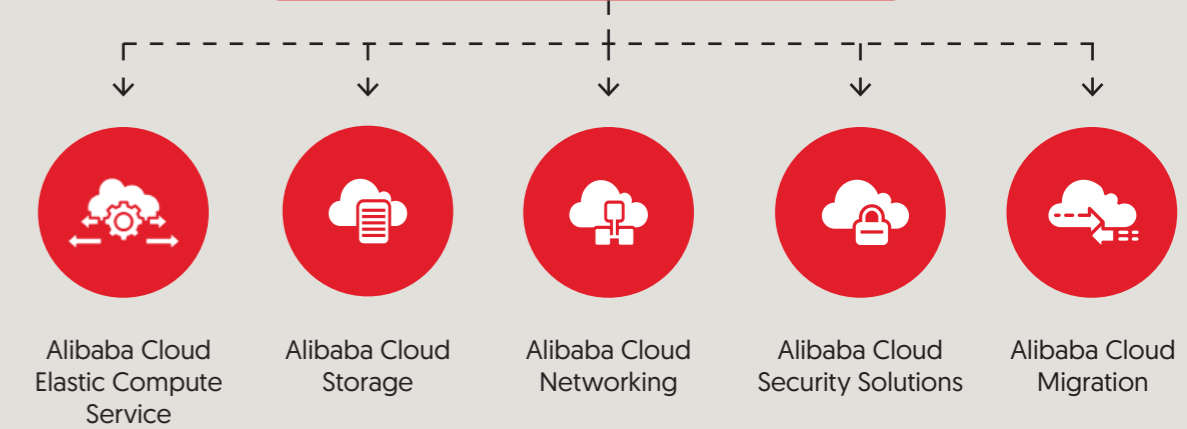 Alibaba Cloud
Elastic Compute
Service
Alibaba Cloud
Storage
Alibaba Cloud
Networking
Alibaba Cloud
Security Solutions
Alibaba Cloud
Migration